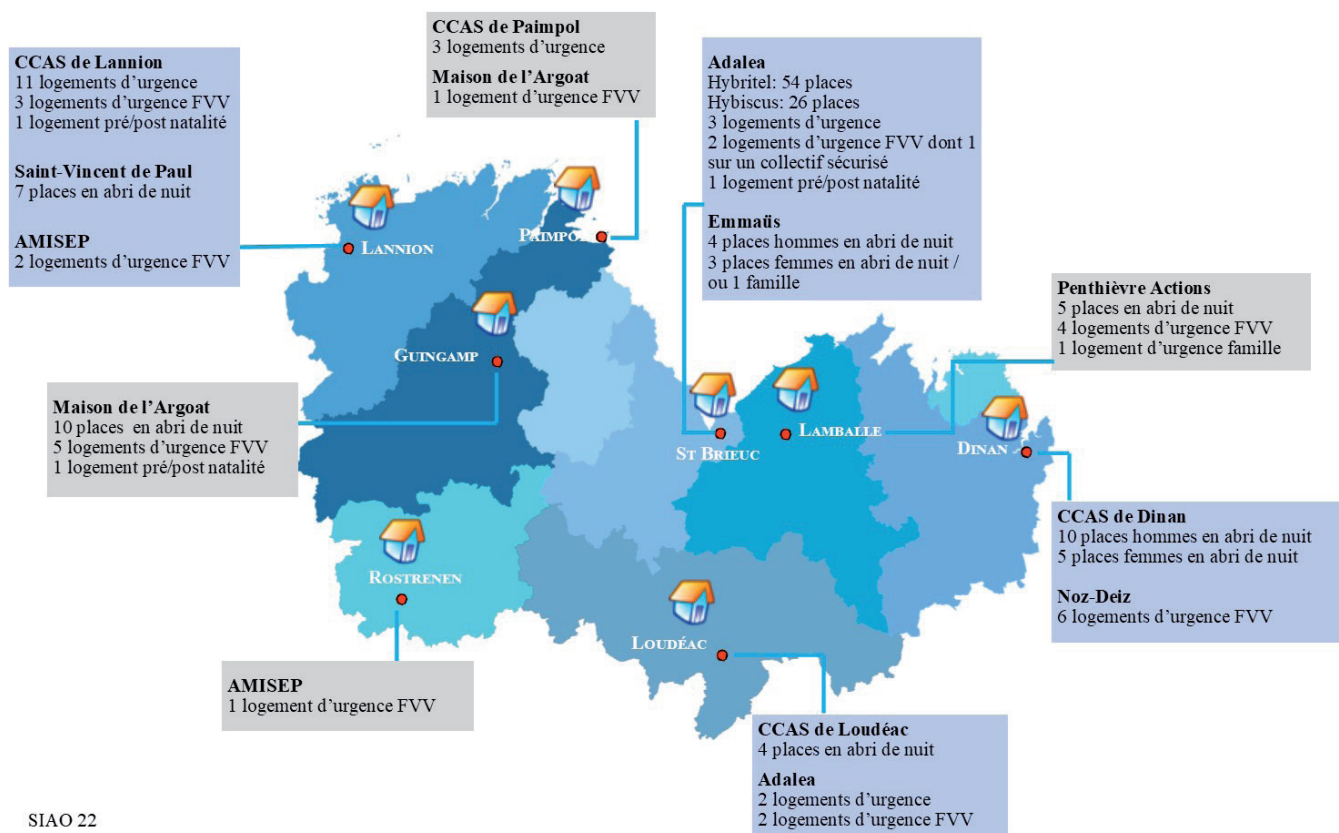 CCAS de Lannion
11 logements d’urgence
3 logements d’urgence FVV
1 logement pré/post natalité
Saint-Vincent de Paul
7 places en abri de nuit
AMISEP
2 logements d’urgence FVV
CCAS de Paimpol
3 logements d’urgence
Maison de l’Argoat
1 logement d’urgence FVV
Adalea
Hybritel: 54 places
Hybiscus: 26 places
3 logements d’urgence
2 logements d’urgence FVV dont 1
sur un collectif sécurisé
1 logement pré/post natalité
Emmaüs
4 places hommes en abri de nuit
3 places femmes en abri de nuit /
ou 1 famille
Penthièvre Actions
5 places en abri de nuit
4 logements d’urgence FVV
1 logement d’urgence famille
LANNION
PAIMPOL
GUINGAMP
ST BRIEUC
LAMBALLE
DINAN
ROSTRENEN
LOUDÉAC
Maison de l’Argoat
10 places en abri de nuit
5 logements d’urgence FVV
1 logement pré/post natalité
CCAS de Dinan
10 places hommes en abri de nuit
5 places femmes en abri de nuit
Noz-Deiz
6 logements d’urgence FVV
AMISEP
1 logement d’urgence FVV
CCAS de Loudéac
4 places en abri de nuit
Adalea
2 logements d’urgence
2 logements d’urgence FVV
SIAO 22